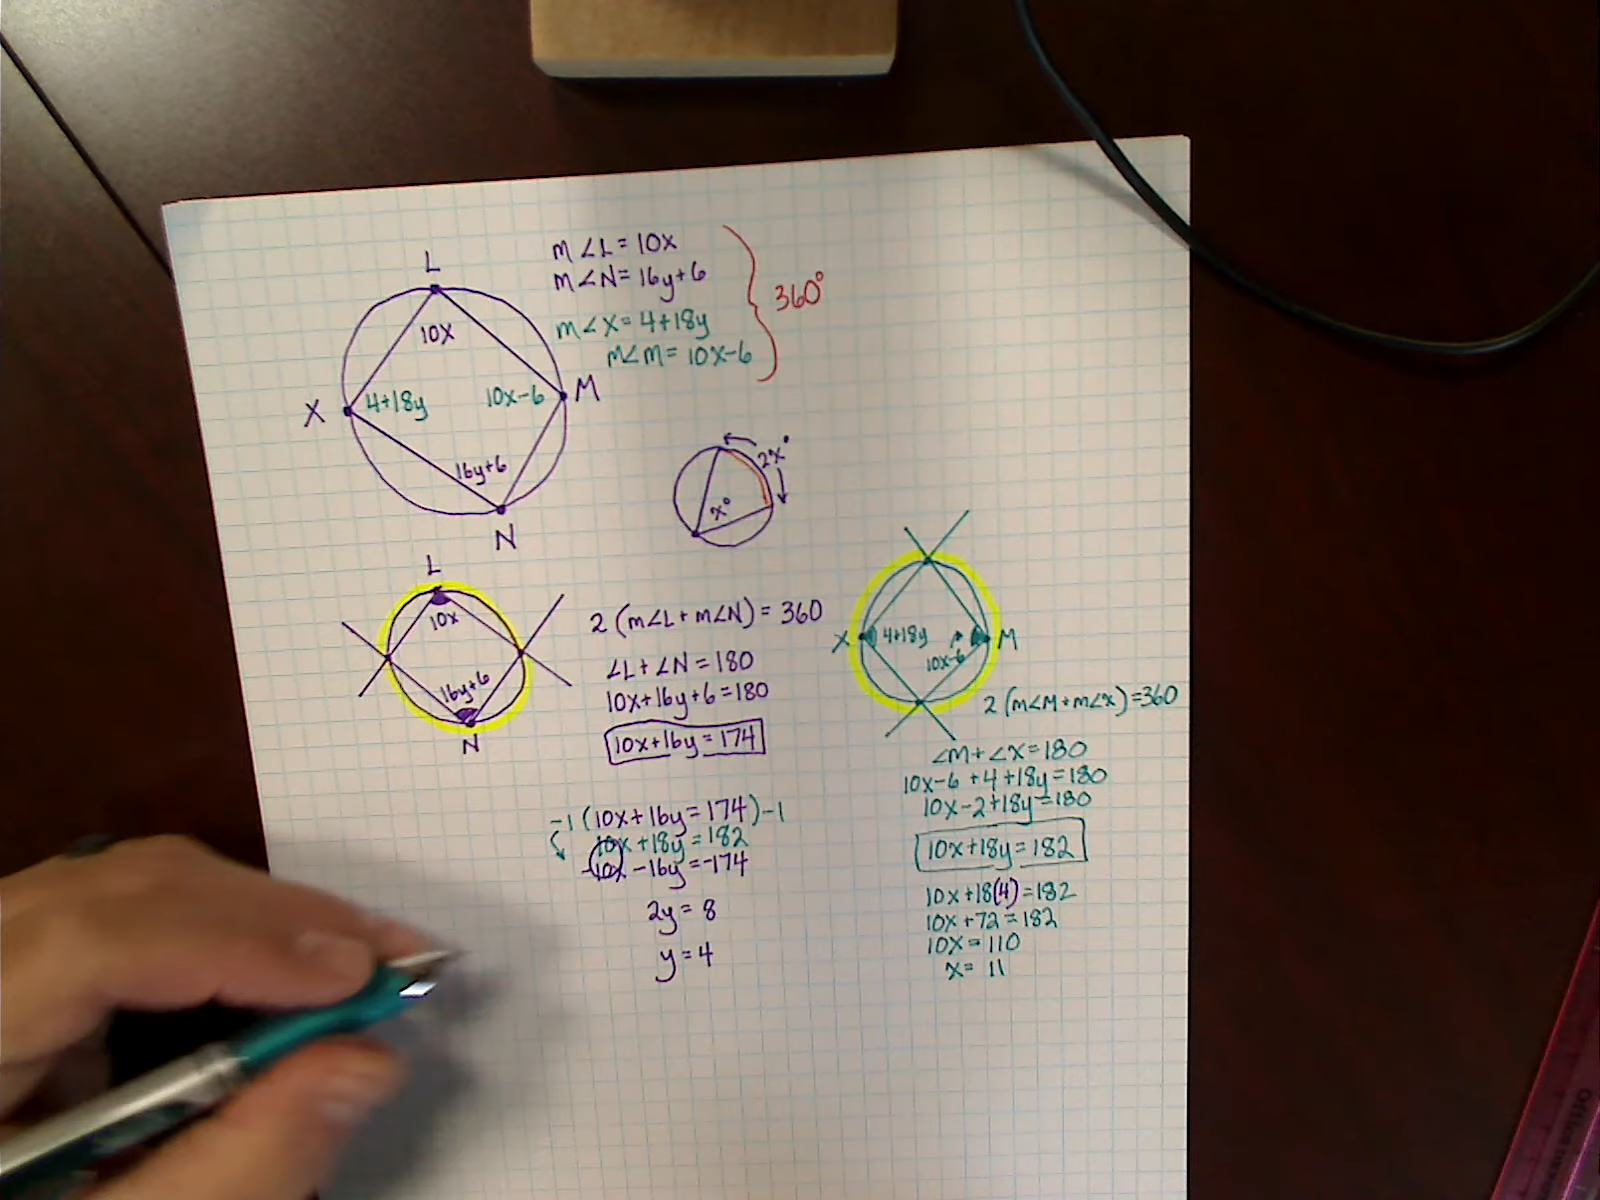 L
m∠L = 10x
m∠N = 16y+6
360°
10x
m∠X = 4+18y
m∠M = 10x-6
X
4+18y
10x-6
M
16y+6
N
2x°
x°
L
10x
16y+6
N
2 (m∠L + m∠N) = 360
∠L + ∠N = 180
10x+16y+6 = 180
10x+16y = 174
-1 (10x+16y = 174) -1
10x +18y = 182
-10x -16y = -174
2y = 8
y = 4
X
4+18y
10x-6
M
2 (m∠M + m∠x) = 360
∠M + ∠X = 180
10x-6 +4 +18y = 180
10x-2+18y = 180
10x+18y = 182
10x+18(4) = 182
10x +72 = 182
10x = 110
x = 11